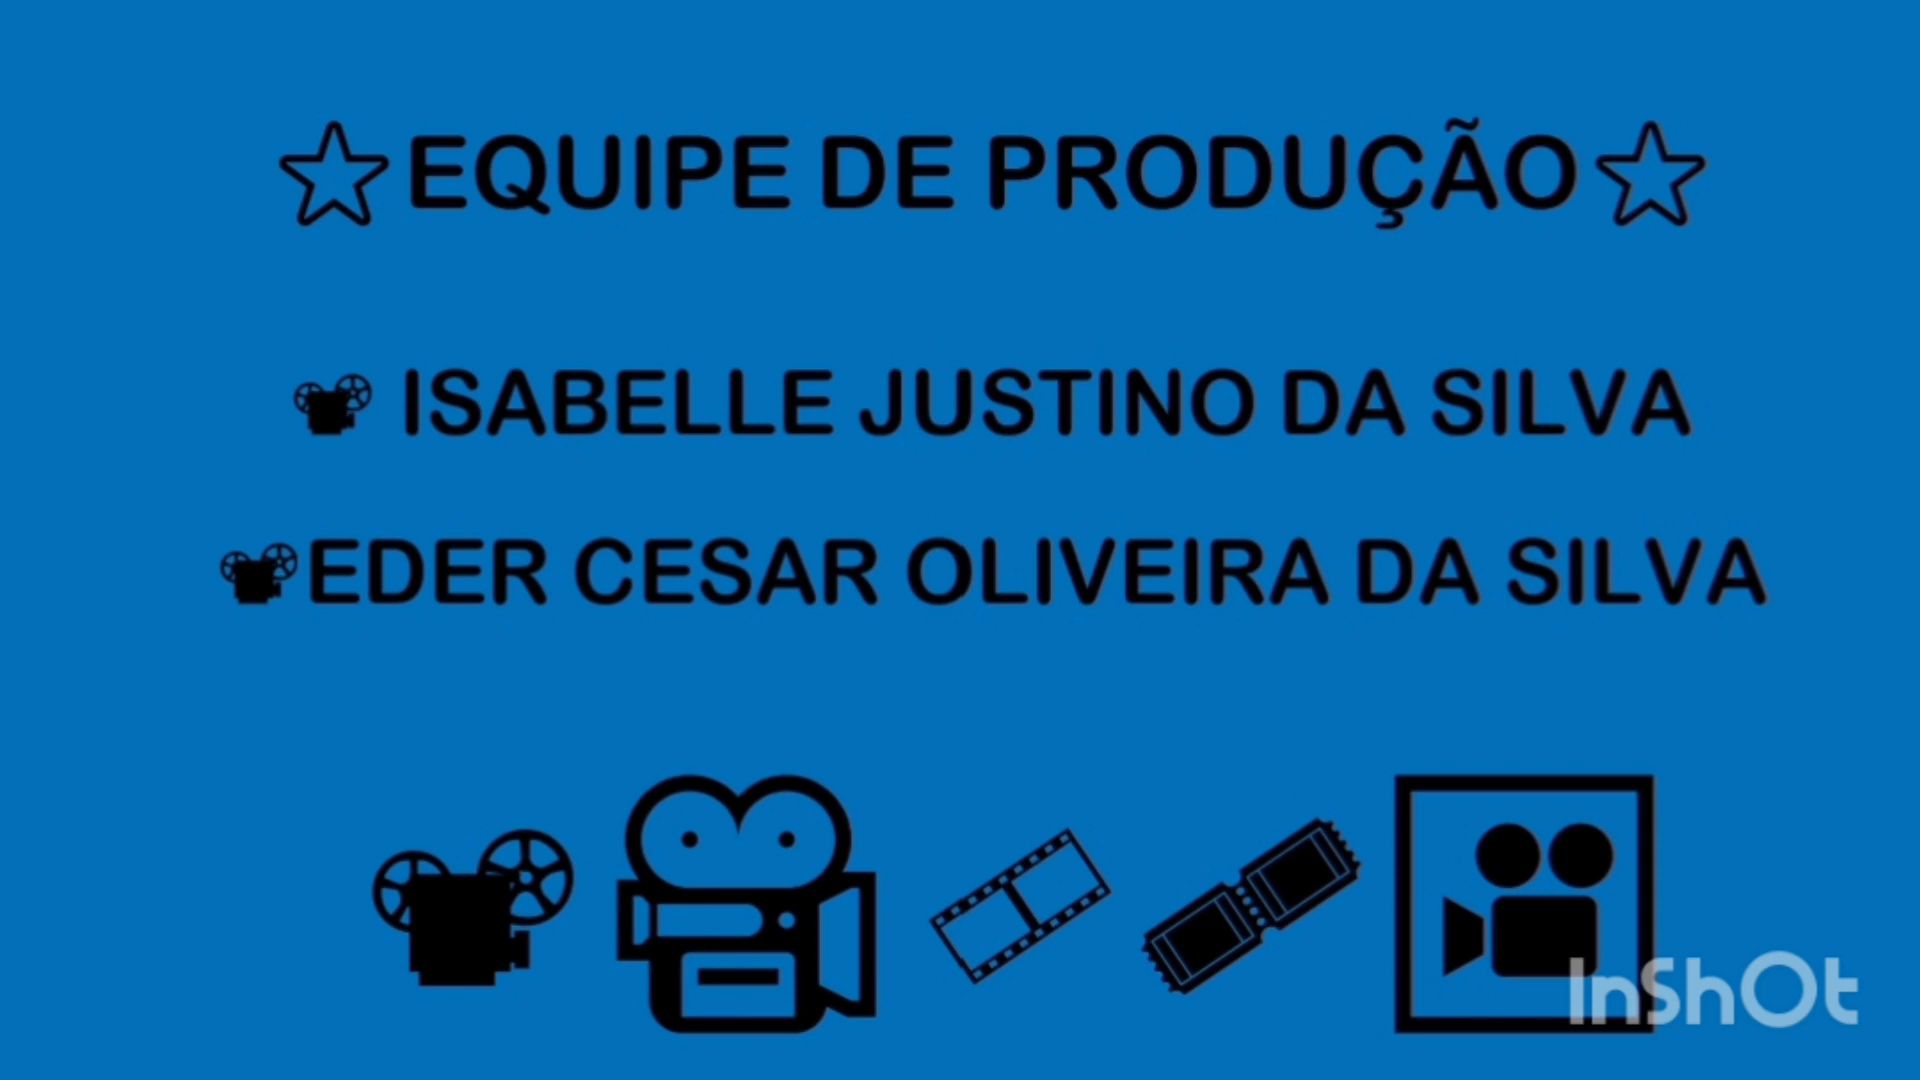 EQUIPE DE PRODUÇÃO
ISABELLE JUSTINO DA SILVA
EDER CESAR OLIVEIRA DA SILVA
InShOt